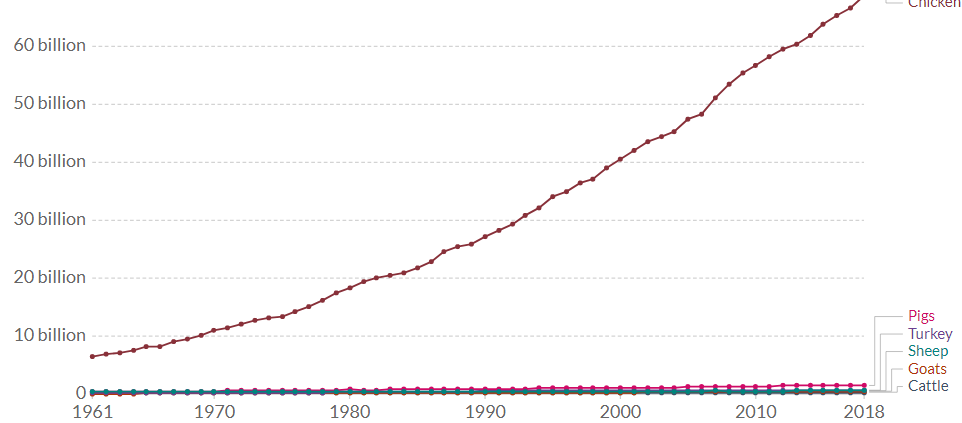 Chicken
60 billion
50 billion
40 billion
30 billion
20 billion
10 billion
Pigs
Turkey
Sheep
Goats
Cattle
0
1961 1970 1980 1990 2000 2010 2018